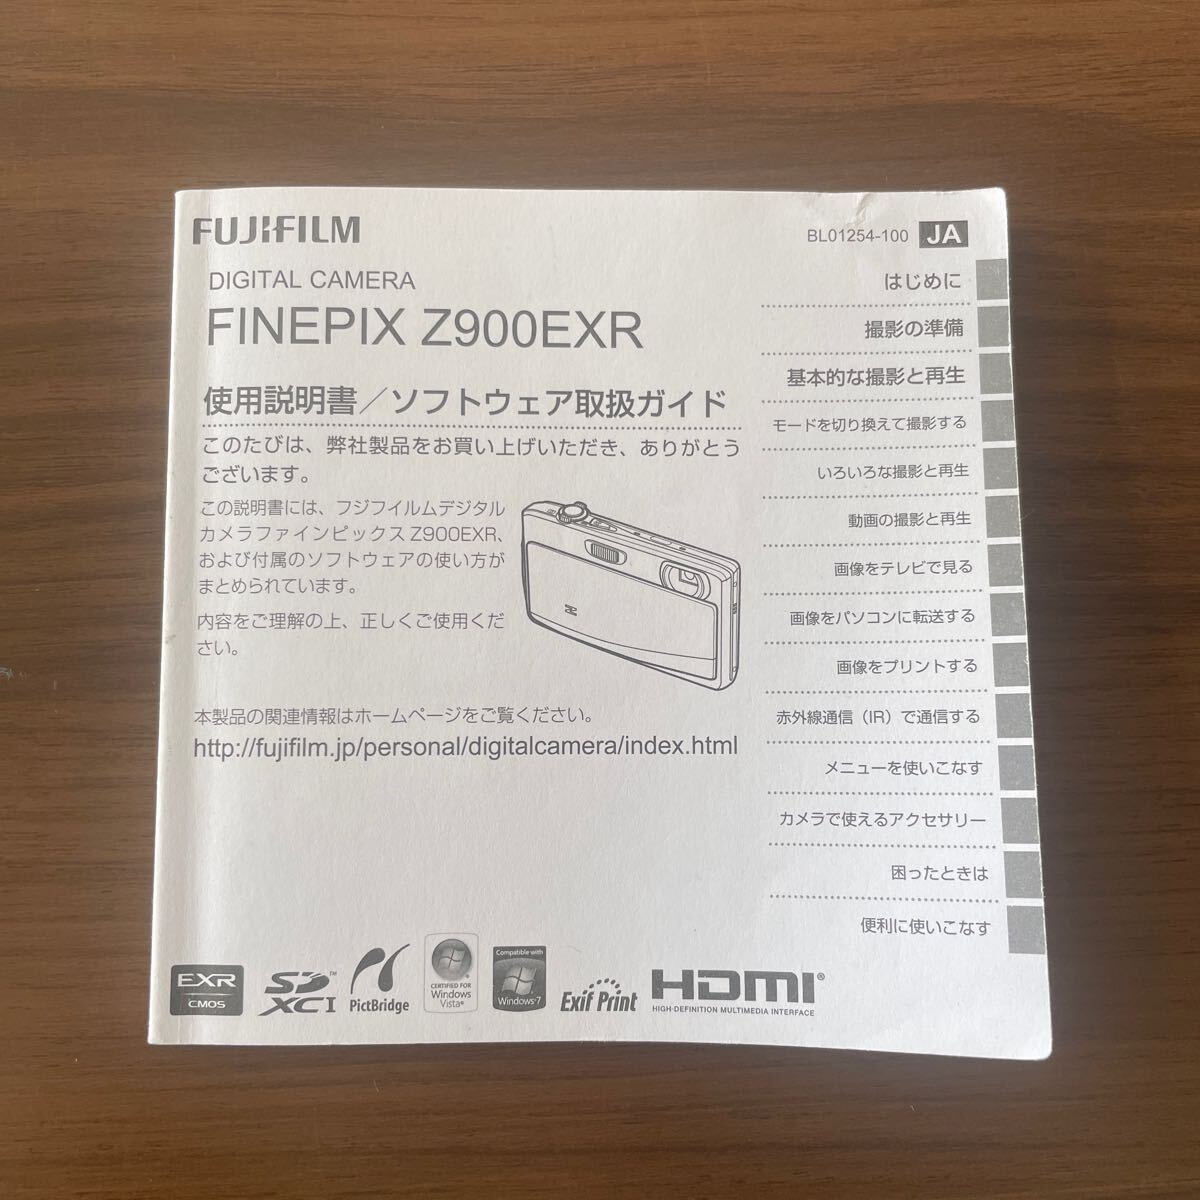 FUJIFILM
BL01254-100 JA
DIGITAL CAMERA
FINEPIX Z900EXR
使用説明書／ソフトウェア取扱ガイド
このたびは、弊社製品をお買い上げいただき、ありがとう
ございます。
この説明書には、フジフイルムデジタル
カメラファインピックス Z900EXR、
および付属のソフトウェアの使い方が
まとめられています。
内容をご理解の上、正しくご使用くだ
さい。
本製品の関連情報はホームページをご覧ください。
http://fujifilm.jp/personal/digitalcamera/index.html
はじめに
撮影の準備
基本的な撮影と再生
モードを切り換えて撮影する
いろいろな撮影と再生
動画の撮影と再生
画像をテレビで見る
画像をパソコンに転送する
画像をプリントする
赤外線通信（IR）で通信する
メニューを使いこなす
カメラで使えるアクセサリー
困ったときは
便利に使いこなす
EXR
CMOS
SD™
XC I
PictBridge
CERTIFIED FOR
Windows
Vista®
Compatible with
Windows® 7
Exif Print
HDMI®
HIGH-DEFINITION MULTIMEDIA INTERFACE